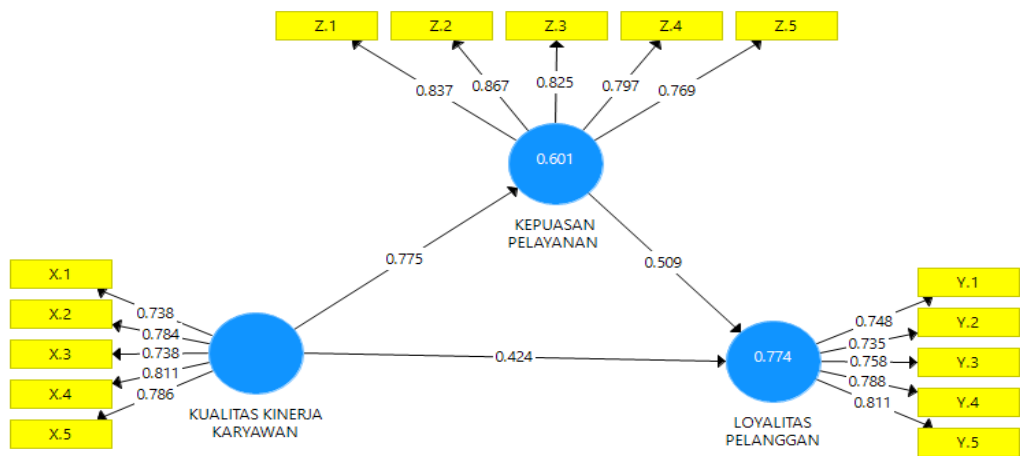 Z.1 Z.2 Z.3 Z.4 Z.5
0.837 0.867 0.825 0.797 0.769
0.601
KEPUASAN
PELAYANAN
0.775
0.509
X.1
X.2
X.3
X.4
X.5
0.738
0.784
0.738
0.811
0.786
KUALITAS KINERJA
KARYAWAN
0.424
0.774
LOYALITAS
PELANGGAN
0.748
0.735
0.758
0.788
0.811
Y.1
Y.2
Y.3
Y.4
Y.5